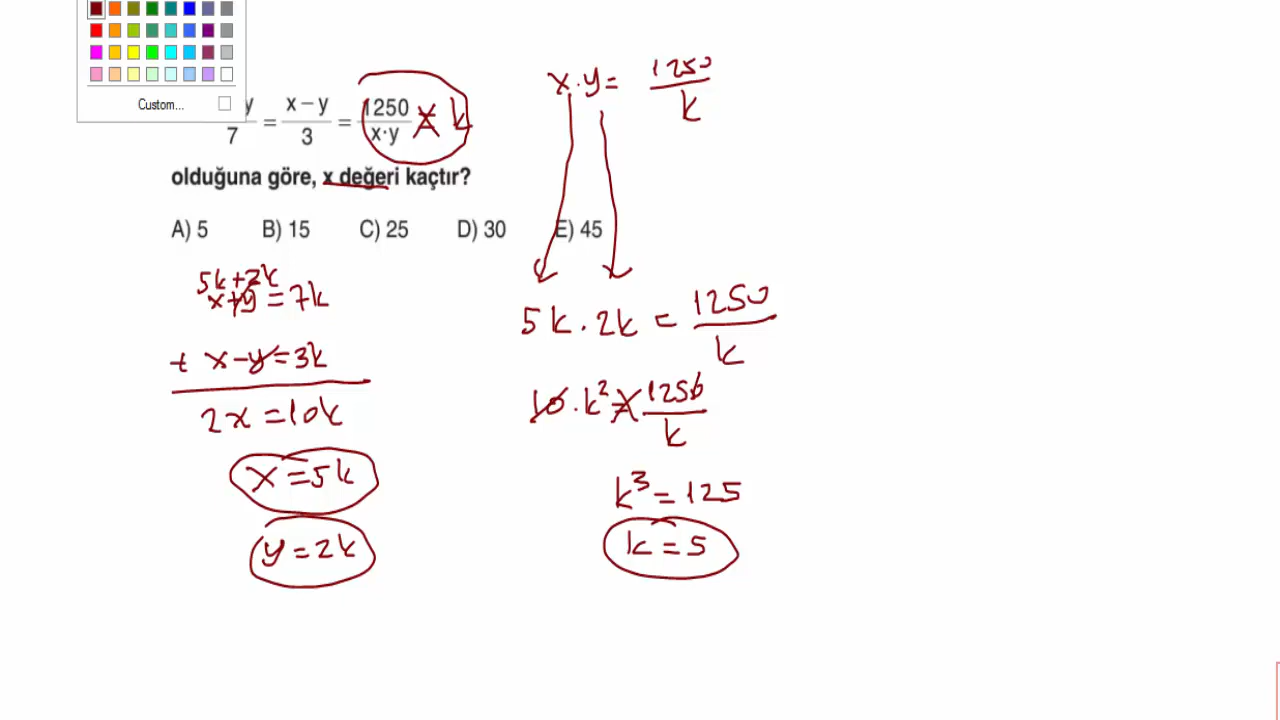 Custom...
y/7 = (x-y)/3 = 1250/(x·y) = k
olduğuna göre, x değeri kaçtır?
A) 5 B) 15 C) 25 D) 30 E) 45
x·y = 1250/k
5k+2k
x+y = 7k
+ x-y = 3k
2x = 10k
x = 5k
y = 2k
5k·2k = 1250/k
10·k² = 1250/k
k³ = 125
k = 5